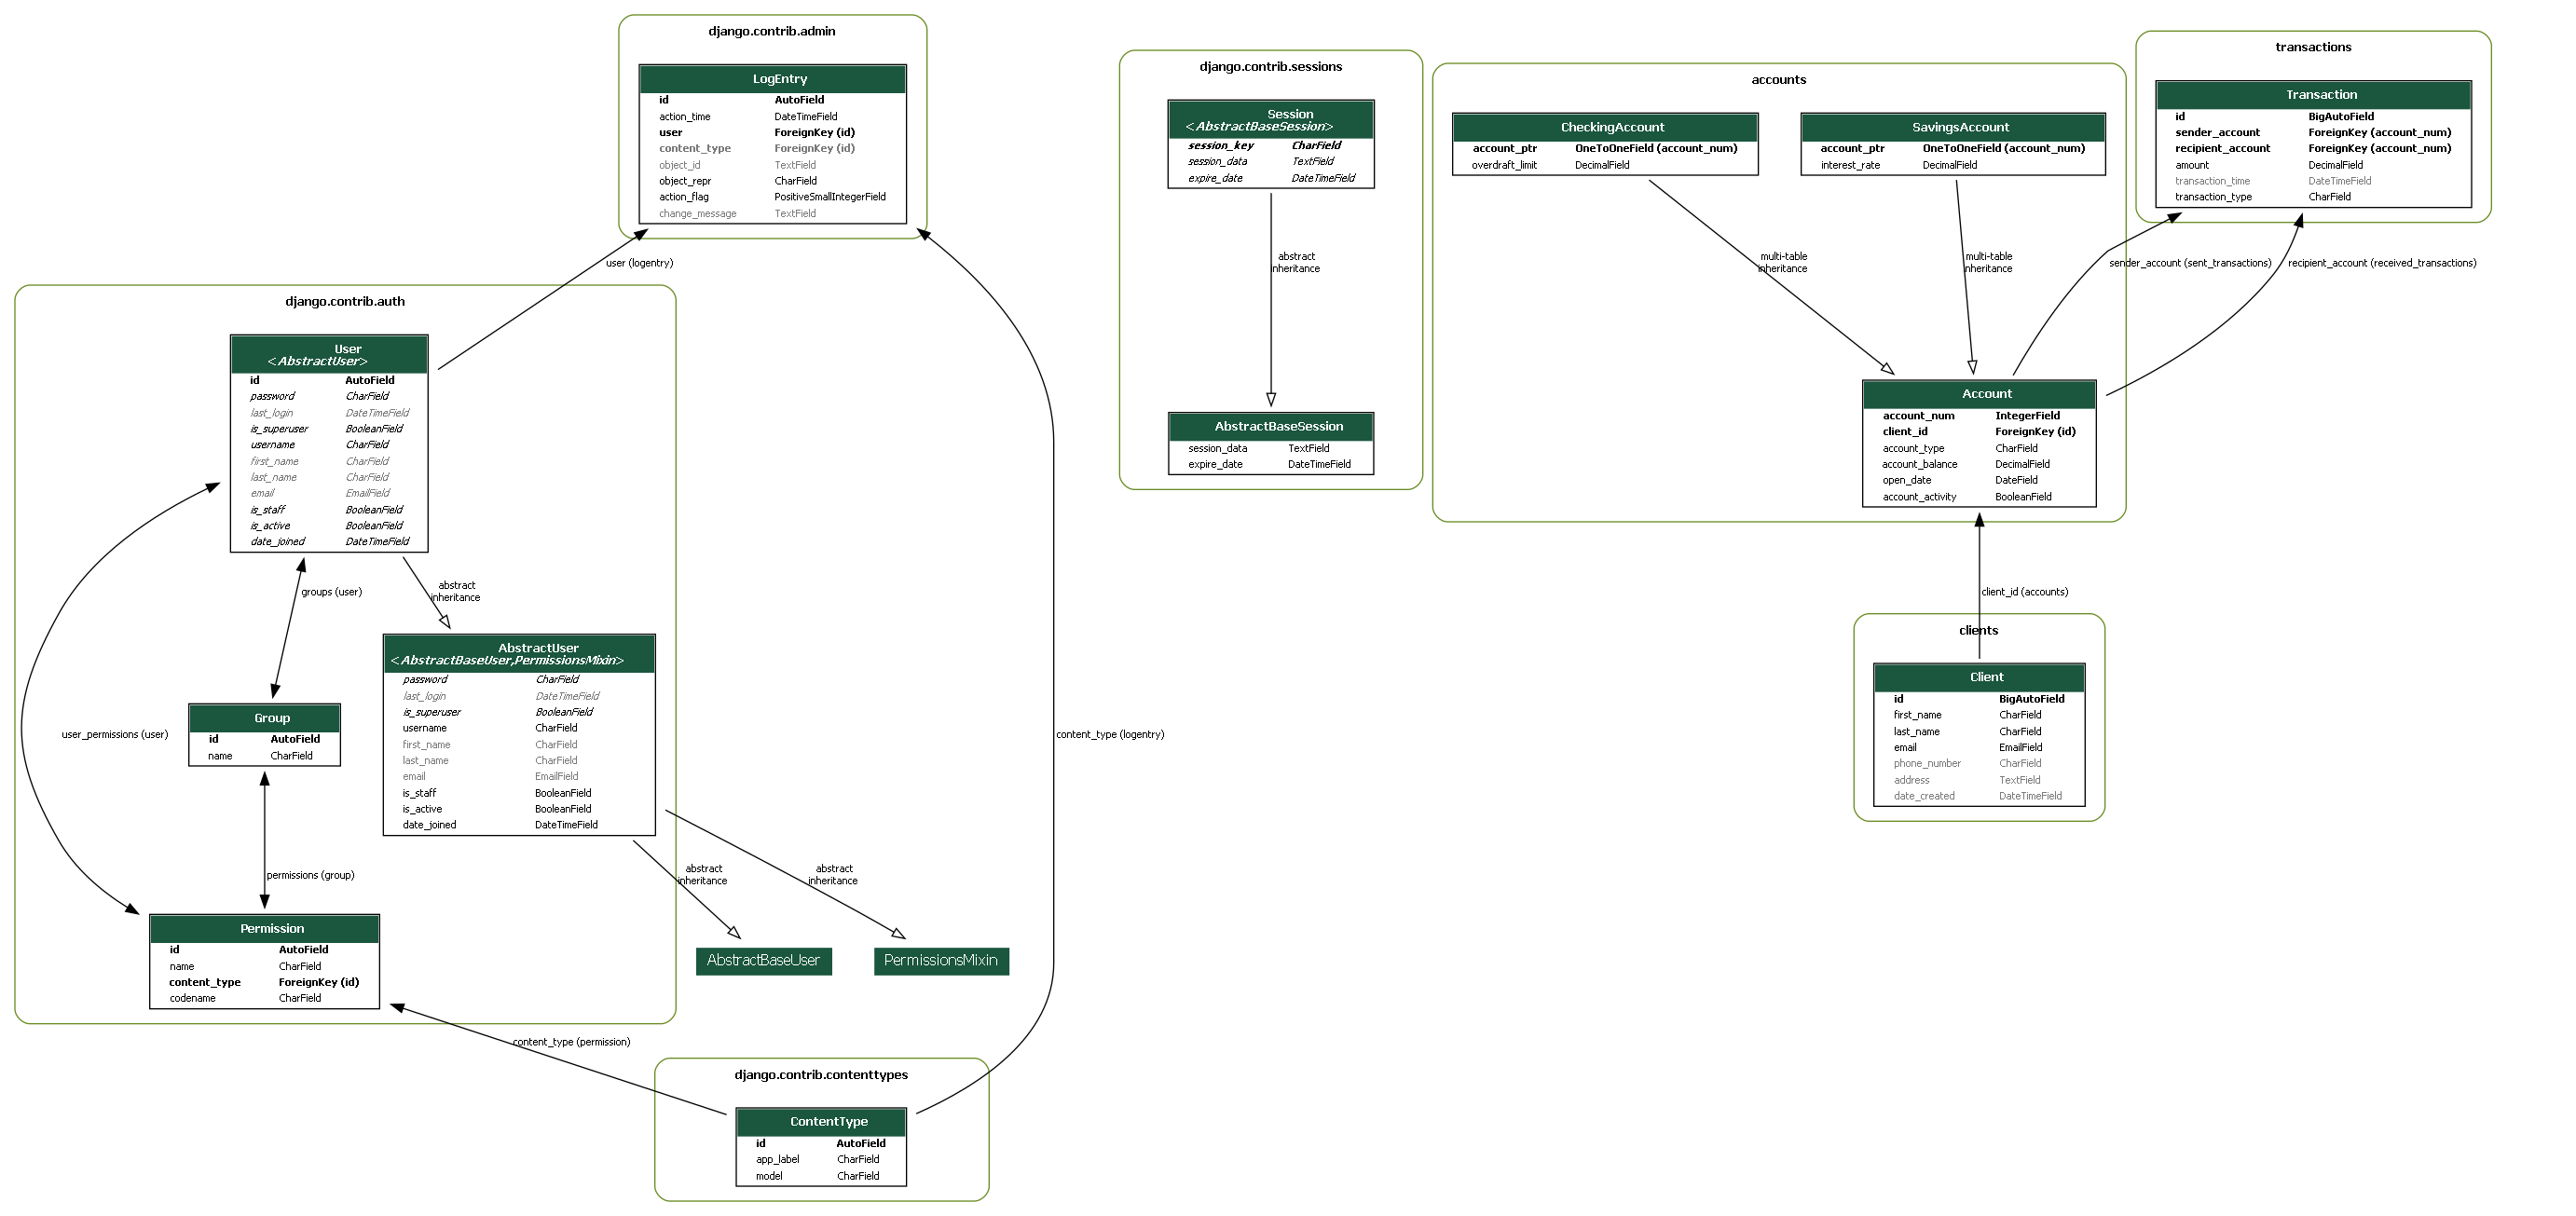 django.contrib.admin
LogEntry
id AutoField
action_time DateTimeField
user ForeignKey (id)
content_type ForeignKey (id)
object_id TextField
object_repr CharField
action_flag PositiveSmallIntegerField
change_message TextField
user (logentry)
django.contrib.auth
User
<AbstractUser>
id AutoField
password CharField
last_login DateTimeField
is_superuser BooleanField
username CharField
first_name CharField
last_name CharField
email EmailField
is_staff BooleanField
is_active BooleanField
date_joined DateTimeField
groups (user)
abstract
inheritance
AbstractUser
<AbstractBaseUser,PermissionsMixin>
password CharField
last_login DateTimeField
is_superuser BooleanField
username CharField
first_name CharField
last_name CharField
email EmailField
is_staff BooleanField
is_active BooleanField
date_joined DateTimeField
Group
id AutoField
name CharField
user_permissions (user)
permissions (group)
abstract
inheritance
abstract
inheritance
Permission
id AutoField
name CharField
content_type ForeignKey (id)
codename CharField
AbstractBaseUser
PermissionsMixin
content_type (permission)
content_type (logentry)
django.contrib.contenttypes
ContentType
id AutoField
app_label CharField
model CharField
django.contrib.sessions
Session
<AbstractBaseSession>
session_key CharField
session_data TextField
expire_date DateTimeField
abstract
inheritance
AbstractBaseSession
session_data TextField
expire_date DateTimeField
accounts
CheckingAccount
account_ptr OneToOneField (account_num)
overdraft_limit DecimalField
SavingsAccount
account_ptr OneToOneField (account_num)
interest_rate DecimalField
multi-table
inheritance
multi-table
inheritance
Account
account_num IntegerField
client_id ForeignKey (id)
account_type CharField
account_balance DecimalField
open_date DateField
account_activity BooleanField
transactions
Transaction
id BigAutoField
sender_account ForeignKey (account_num)
recipient_account ForeignKey (account_num)
amount DecimalField
transaction_time DateTimeField
transaction_type CharField
sender_account (sent_transactions)
recipient_account (received_transactions)
client_id (accounts)
clients
Client
id BigAutoField
first_name CharField
last_name CharField
email EmailField
phone_number CharField
address TextField
date_created DateTimeField